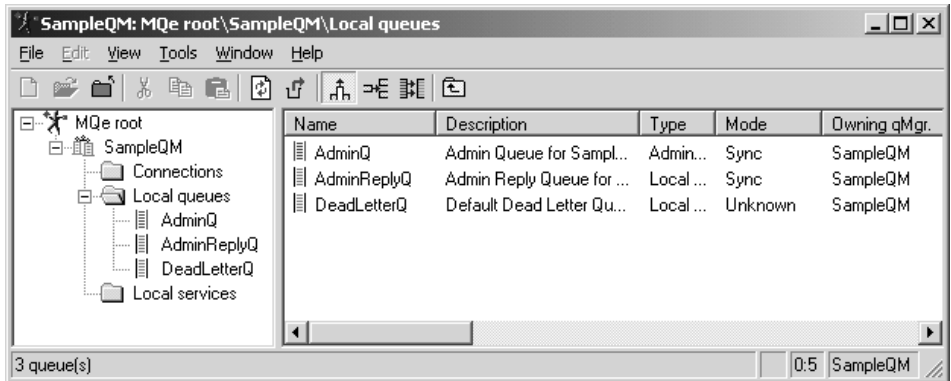 SampleQM: MQe root\SampleQM\Local queues
File Edit View Tools Window Help
MQe root
SampleQM
Connections
Local queues
AdminQ
AdminReplyQ
DeadLetterQ
Local services
Name Description Type Mode Owning qMgr.
AdminQ Admin Queue for Sampl... Admin... Sync SampleQM
AdminReplyQ Admin Reply Queue for ... Local ... Sync SampleQM
DeadLetterQ Default Dead Letter Qu... Local ... Unknown SampleQM
3 queue(s) 0:5 SampleQM